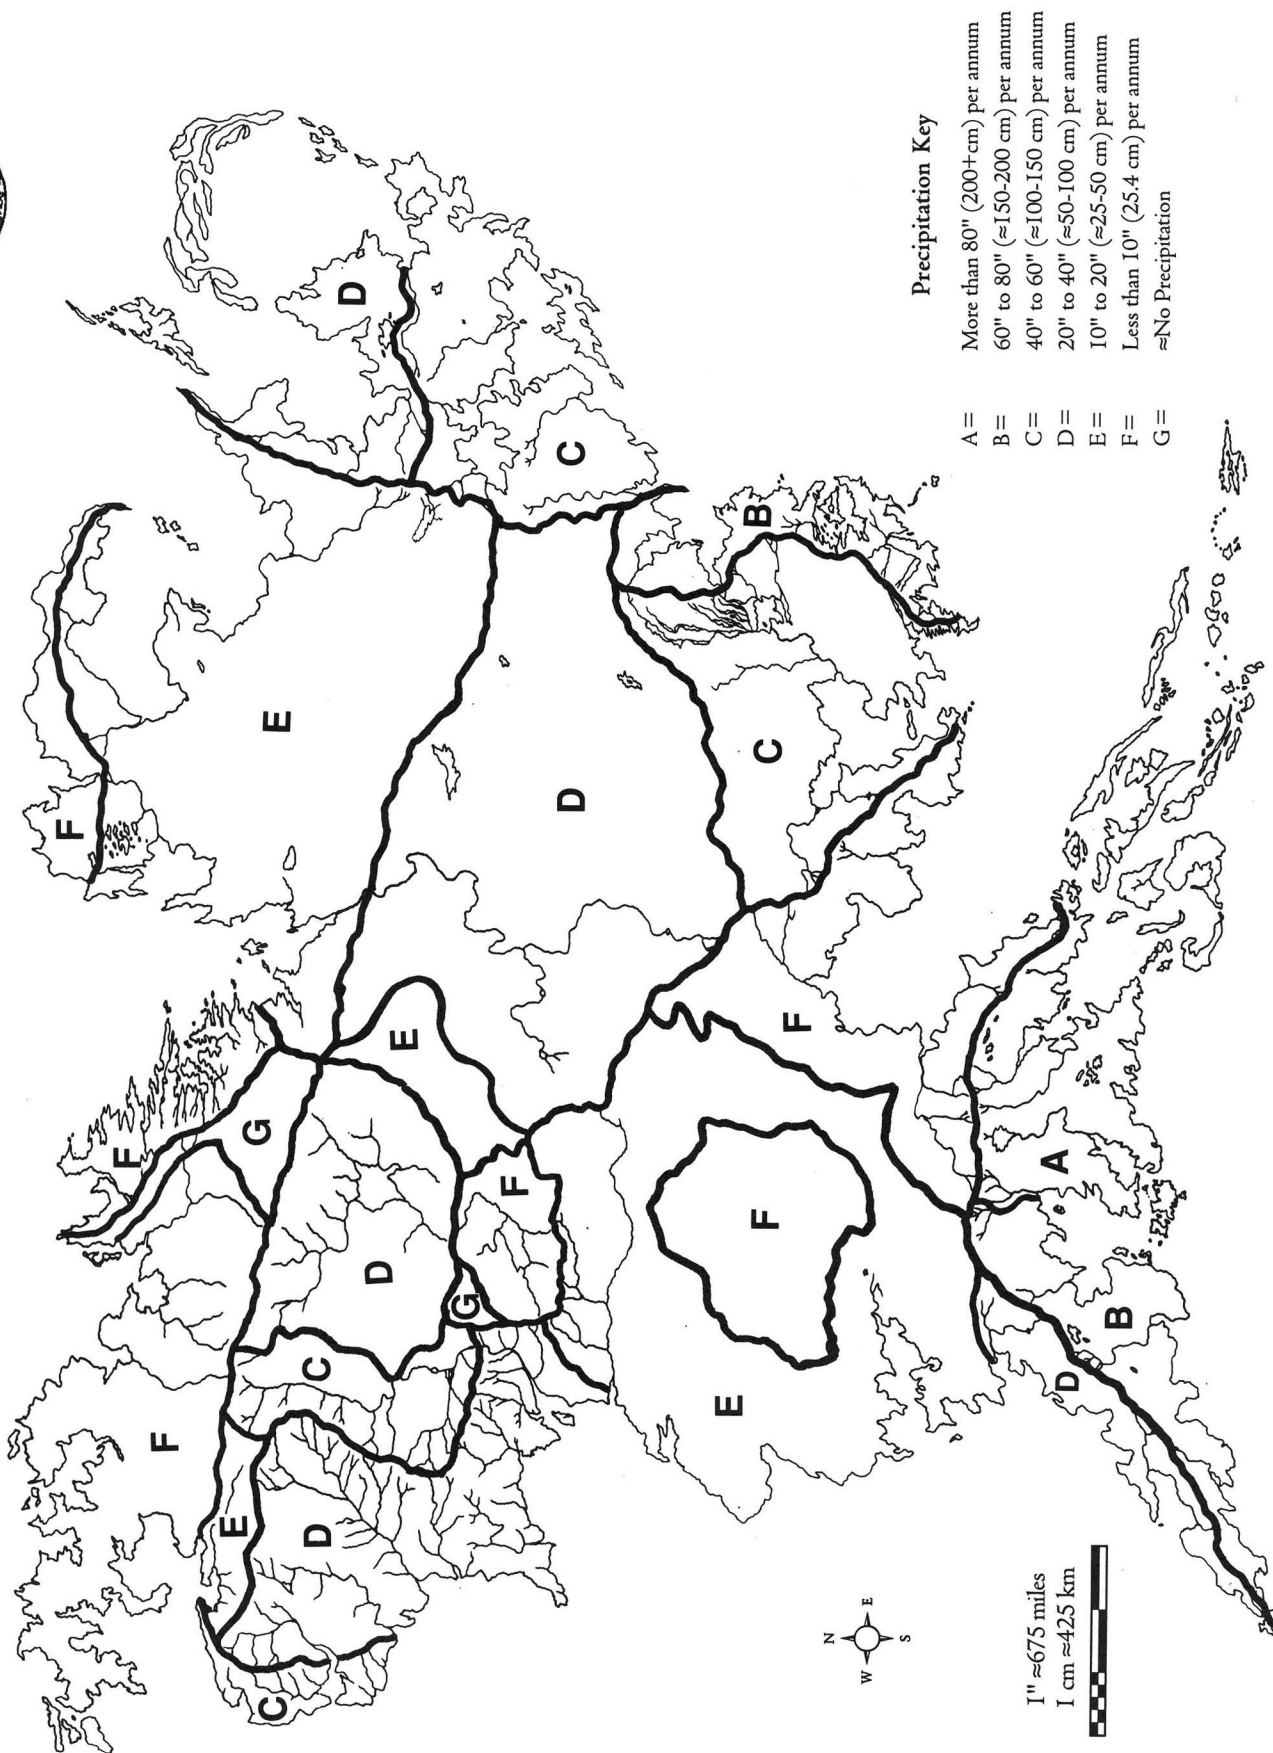 F
F
F
E
G
C
E
C
D
D
D
E
G
F
D
C
E
F
C
B
F
A
D
B
N
W E
S
1" ≈675 miles
1 cm ≈425 km
Precipitation Key
A = More than 80" (200+cm) per annum
B = 60" to 80" (≈150-200 cm) per annum
C = 40" to 60" (≈100-150 cm) per annum
D = 20" to 40" (≈50-100 cm) per annum
E = 10" to 20" (≈25-50 cm) per annum
F = Less than 10" (25.4 cm) per annum
G = ≈No Precipitation